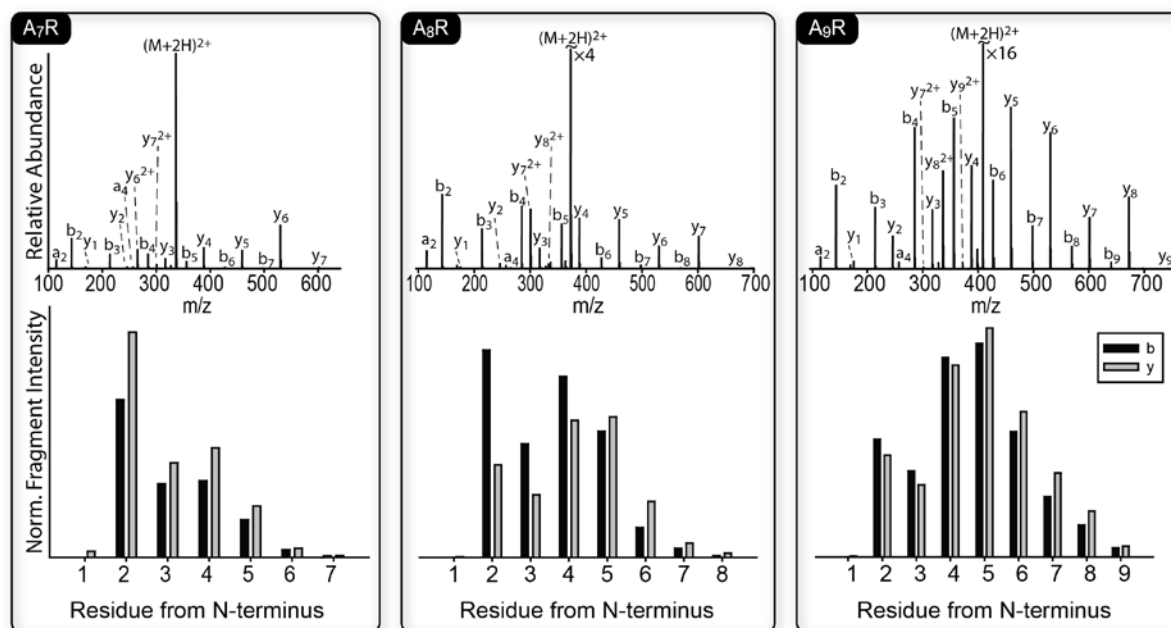 A₇R
(M+2H)²⁺
Relative Abundance
a₂
b₂
y₁
b₃
y₂
a₄
y₆²⁺
b₄
y₇²⁺
y₃
b₅
y₄
b₆
y₅
b₇
y₆
y₇
100 200 300 400 500 600
m/z
Norm. Fragment Intensity
1 2 3 4 5 6 7
Residue from N-terminus
A₈R
(M+2H)²⁺
×4
a₂
b₂
y₁
b₃
y₂
a₄
b₄
y₇²⁺
y₃
y₈²⁺
b₅
y₄
b₆
y₅
b₇
y₆
b₈
y₇
y₈
100 200 300 400 500 600 700
m/z
1 2 3 4 5 6 7 8
Residue from N-terminus
A₉R
(M+2H)²⁺
×16
a₂
b₂
y₁
b₃
y₂
a₄
b₄
y₇²⁺
y₃
y₈²⁺
b₅
y₉²⁺
y₄
b₆
y₅
b₇
y₆
b₈
y₇
b₉
y₈
y₉
100 200 300 400 500 600 700
m/z
b
y
1 2 3 4 5 6 7 8 9
Residue from N-terminus